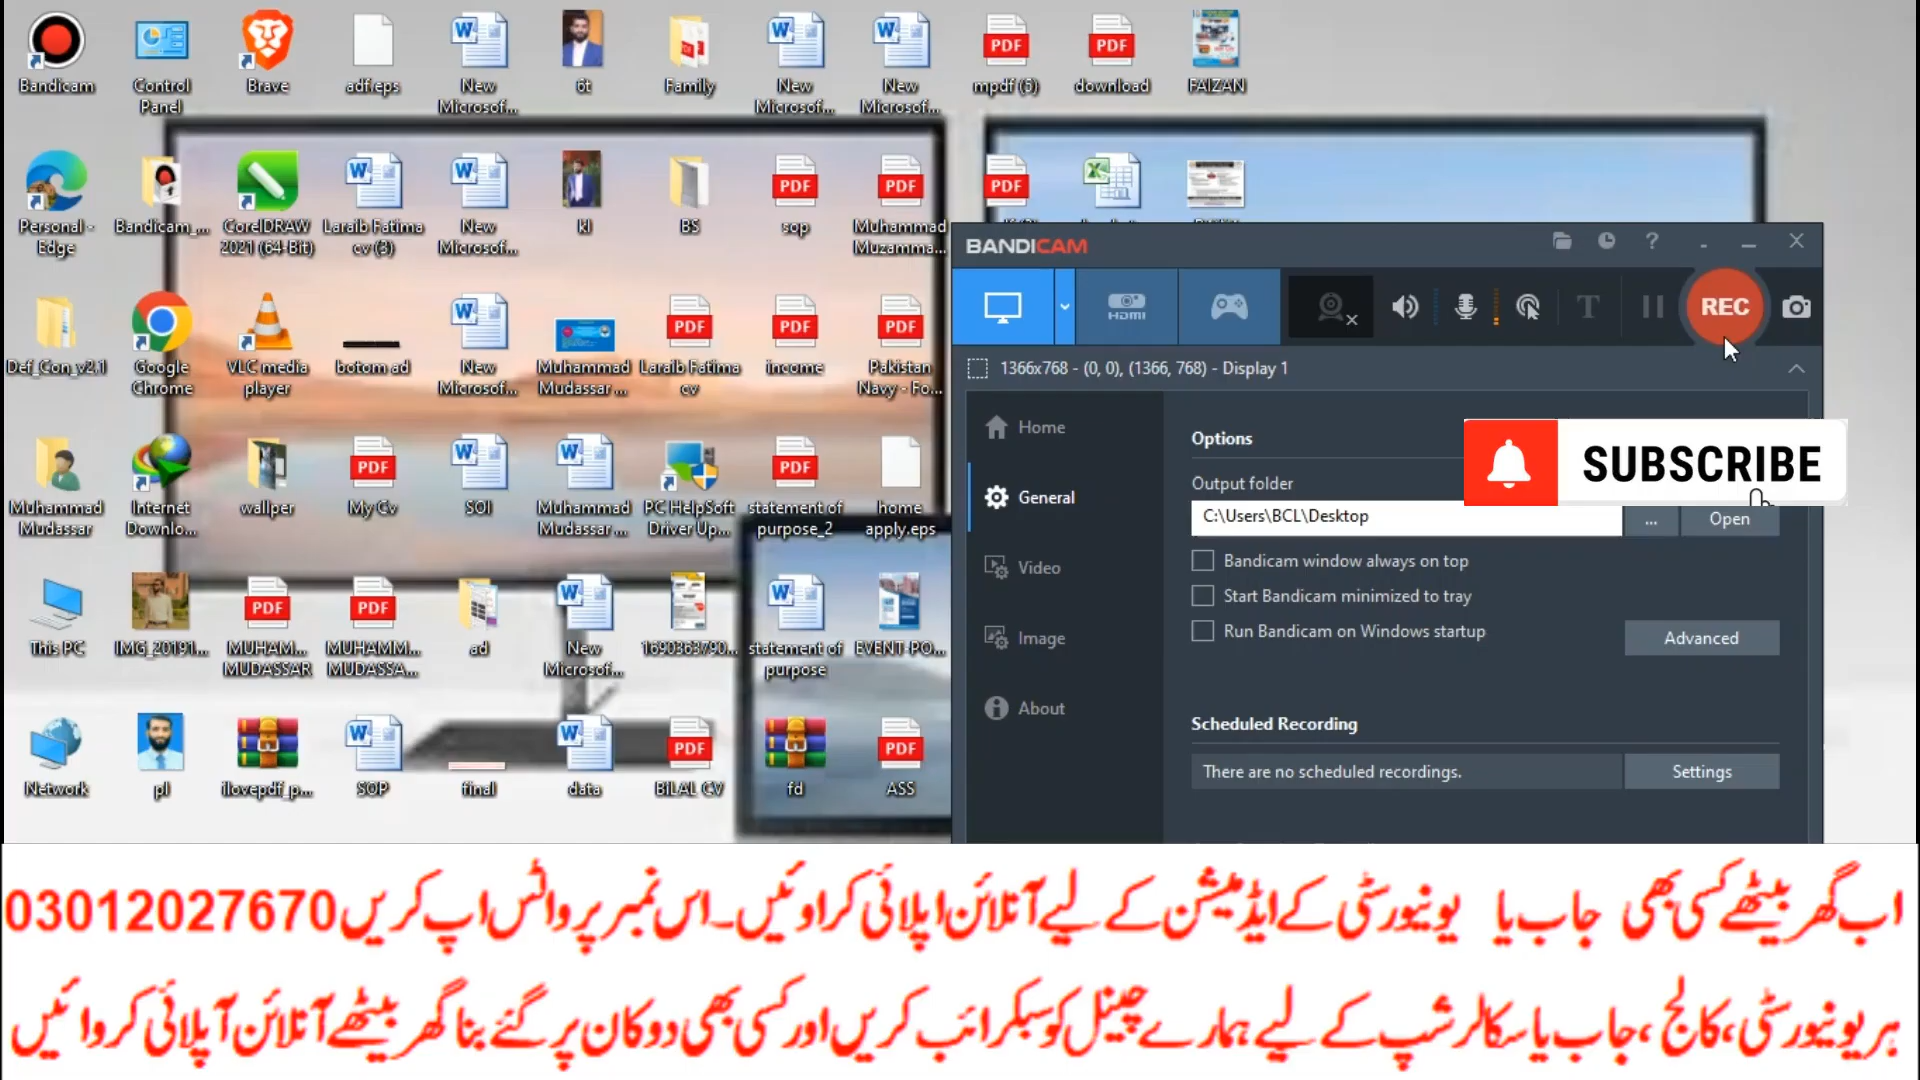 Bandicam
Control Panel
Brave
adf.eps
New Microsof...
6t
Family
New Microsof...
New Microsof...
mpdf (6)
download
FAIZAN
Personal - Edge
Bandicam_...
CorelDRAW 2021 (64-Bit)
Laraib Fatima cv (3)
New Microsof...
kl
BS
sop
Muhammad Muzamma...
Def_Con_v2.1
Google Chrome
VLC media player
botom ad
New Microsof...
Muhammad Mudassar ...
Laraib Fatima cv
income
Pakistan Navy - Fo...
Muhammad Mudassar
Internet Downlo...
wallper
My Cv
SOI
Muhammad Mudassar ...
PC HelpSoft Driver Up...
statement of purpose_2
home apply.eps
This PC
IMG_20191...
MUHAM... MUDASSAR
MUHAMM... MUDASSA...
ad
New Microsof...
1690363790...
statement of purpose
EVENT PO...
Network
pl
ilovepdf_p...
SOP
final
data
BILAL CV
fd
ASS
BANDICAM
HDMI
REC
1366x768 - (0, 0), (1366, 768) - Display 1
Home
General
Video
Image
About
Options
SUBSCRIBE
Output folder
C:\Users\BCL\Desktop
...
Open
Bandicam window always on top
Start Bandicam minimized to tray
Run Bandicam on Windows startup
Advanced
Scheduled Recording
There are no scheduled recordings.
Settings
اب گھر بیٹھے کسی بھی جاب یا یونیورسٹی کے ایڈمیشن کے لیے آنلائن اپلائی کراوئیں۔اس نمبر پر واٹس اپ کریں 03012027670
ہر یونیورسٹی، کالج ،جاب یا سکالرشپ کے لیے ہمارے چینل کو سبکرائب کریں اور کسی بھی دوکان پر گئے بنا گھر بیٹھے آنلائن آپلائی کروائیں